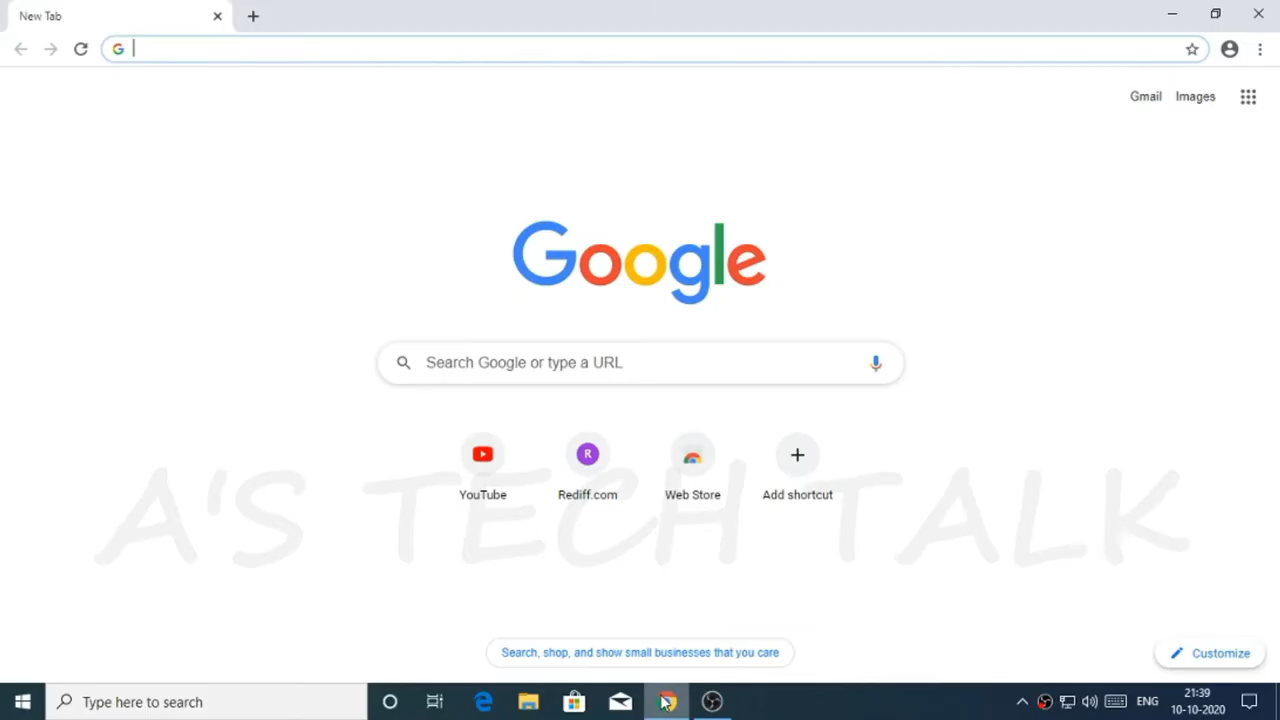 New Tab
Gmail Images
Google
Search Google or type a URL
R
YouTube Rediff.com Web Store Add shortcut
A'S TECH TALK
Search, shop, and show small businesses that you care
Customize
Type here to search
ENG
21:39
10-10-2020